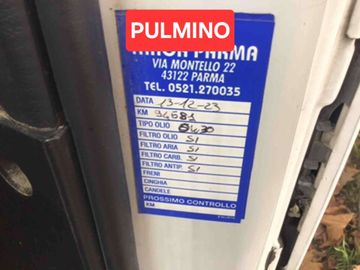 PULMINO
PARMA
VIA MONTELLO 22
43122 PARMA
TEL. 0521.270035
DATA 13-12-23
KM 94681
TIPO OLIO 5W30
FILTRO OLIO SI
FILTRO ARIA SI
FILTRO CARB. SI
FILTRO ANTIP. SI
FRENI
CINGHIA
CANDELE
PROSSIMO CONTROLLO
KM.